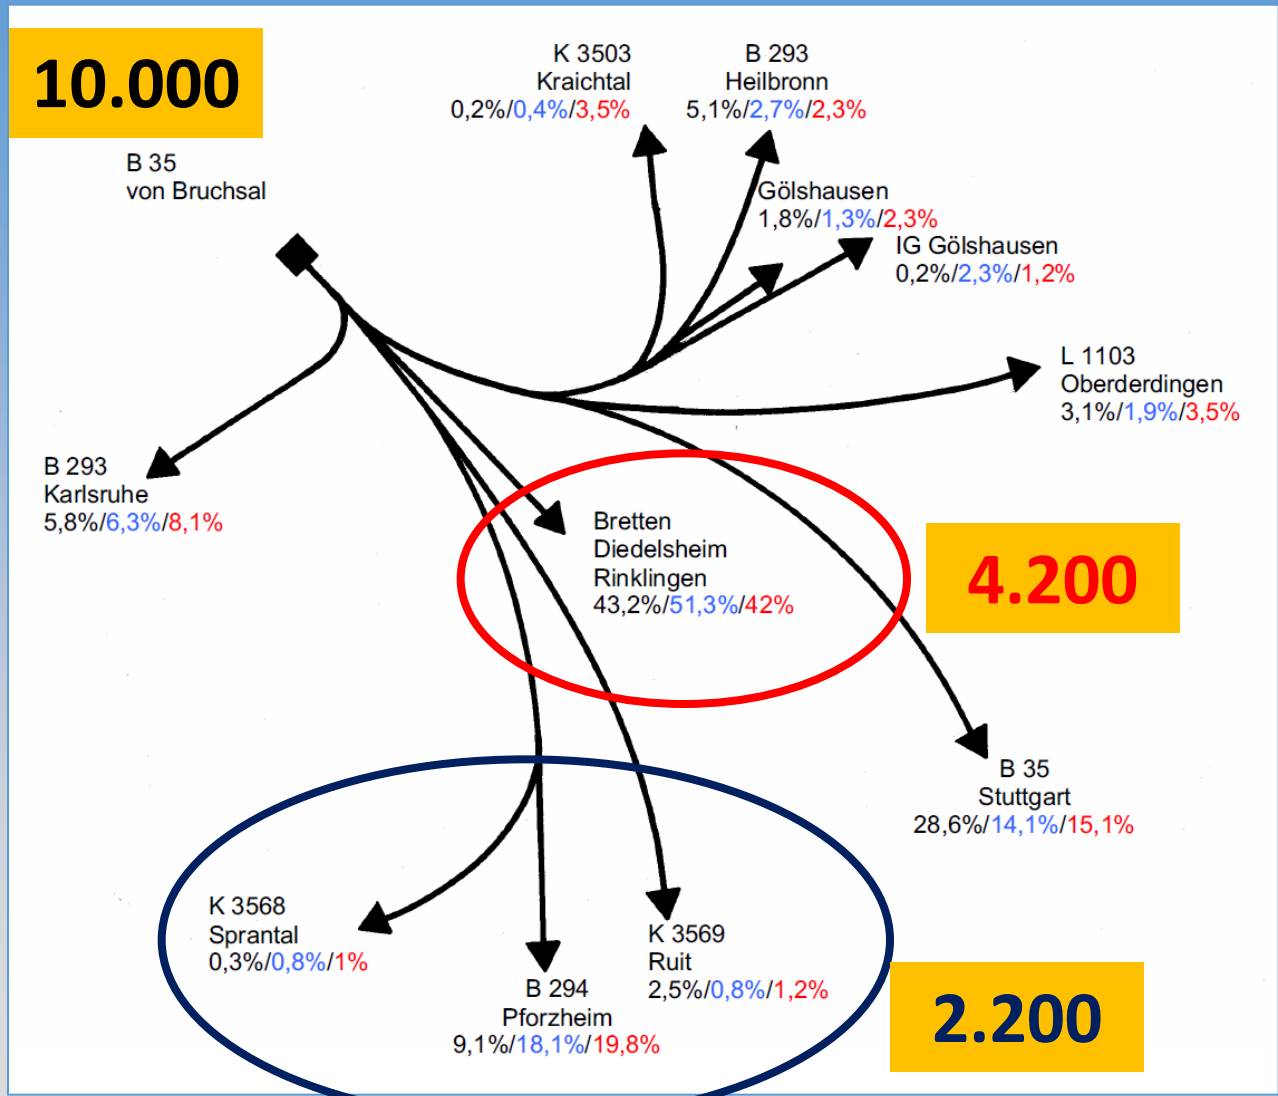 10.000
B 35
von Bruchsal
K 3503
Kraichtal
0,2%/0,4%/3,5%
B 293
Heilbronn
5,1%/2,7%/2,3%
Gölshausen
1,8%/1,3%/2,3%
IG Gölshausen
0,2%/2,3%/1,2%
L 1103
Oberderdingen
3,1%/1,9%/3,5%
B 293
Karlsruhe
5,8%/6,3%/8,1%
Bretten
Diedelsheim
Rinklingen
43,2%/51,3%/42%
4.200
B 35
Stuttgart
28,6%/14,1%/15,1%
K 3568
Sprantal
0,3%/0,8%/1%
B 294
Pforzheim
9,1%/18,1%/19,8%
K 3569
Ruit
2,5%/0,8%/1,2%
2.200